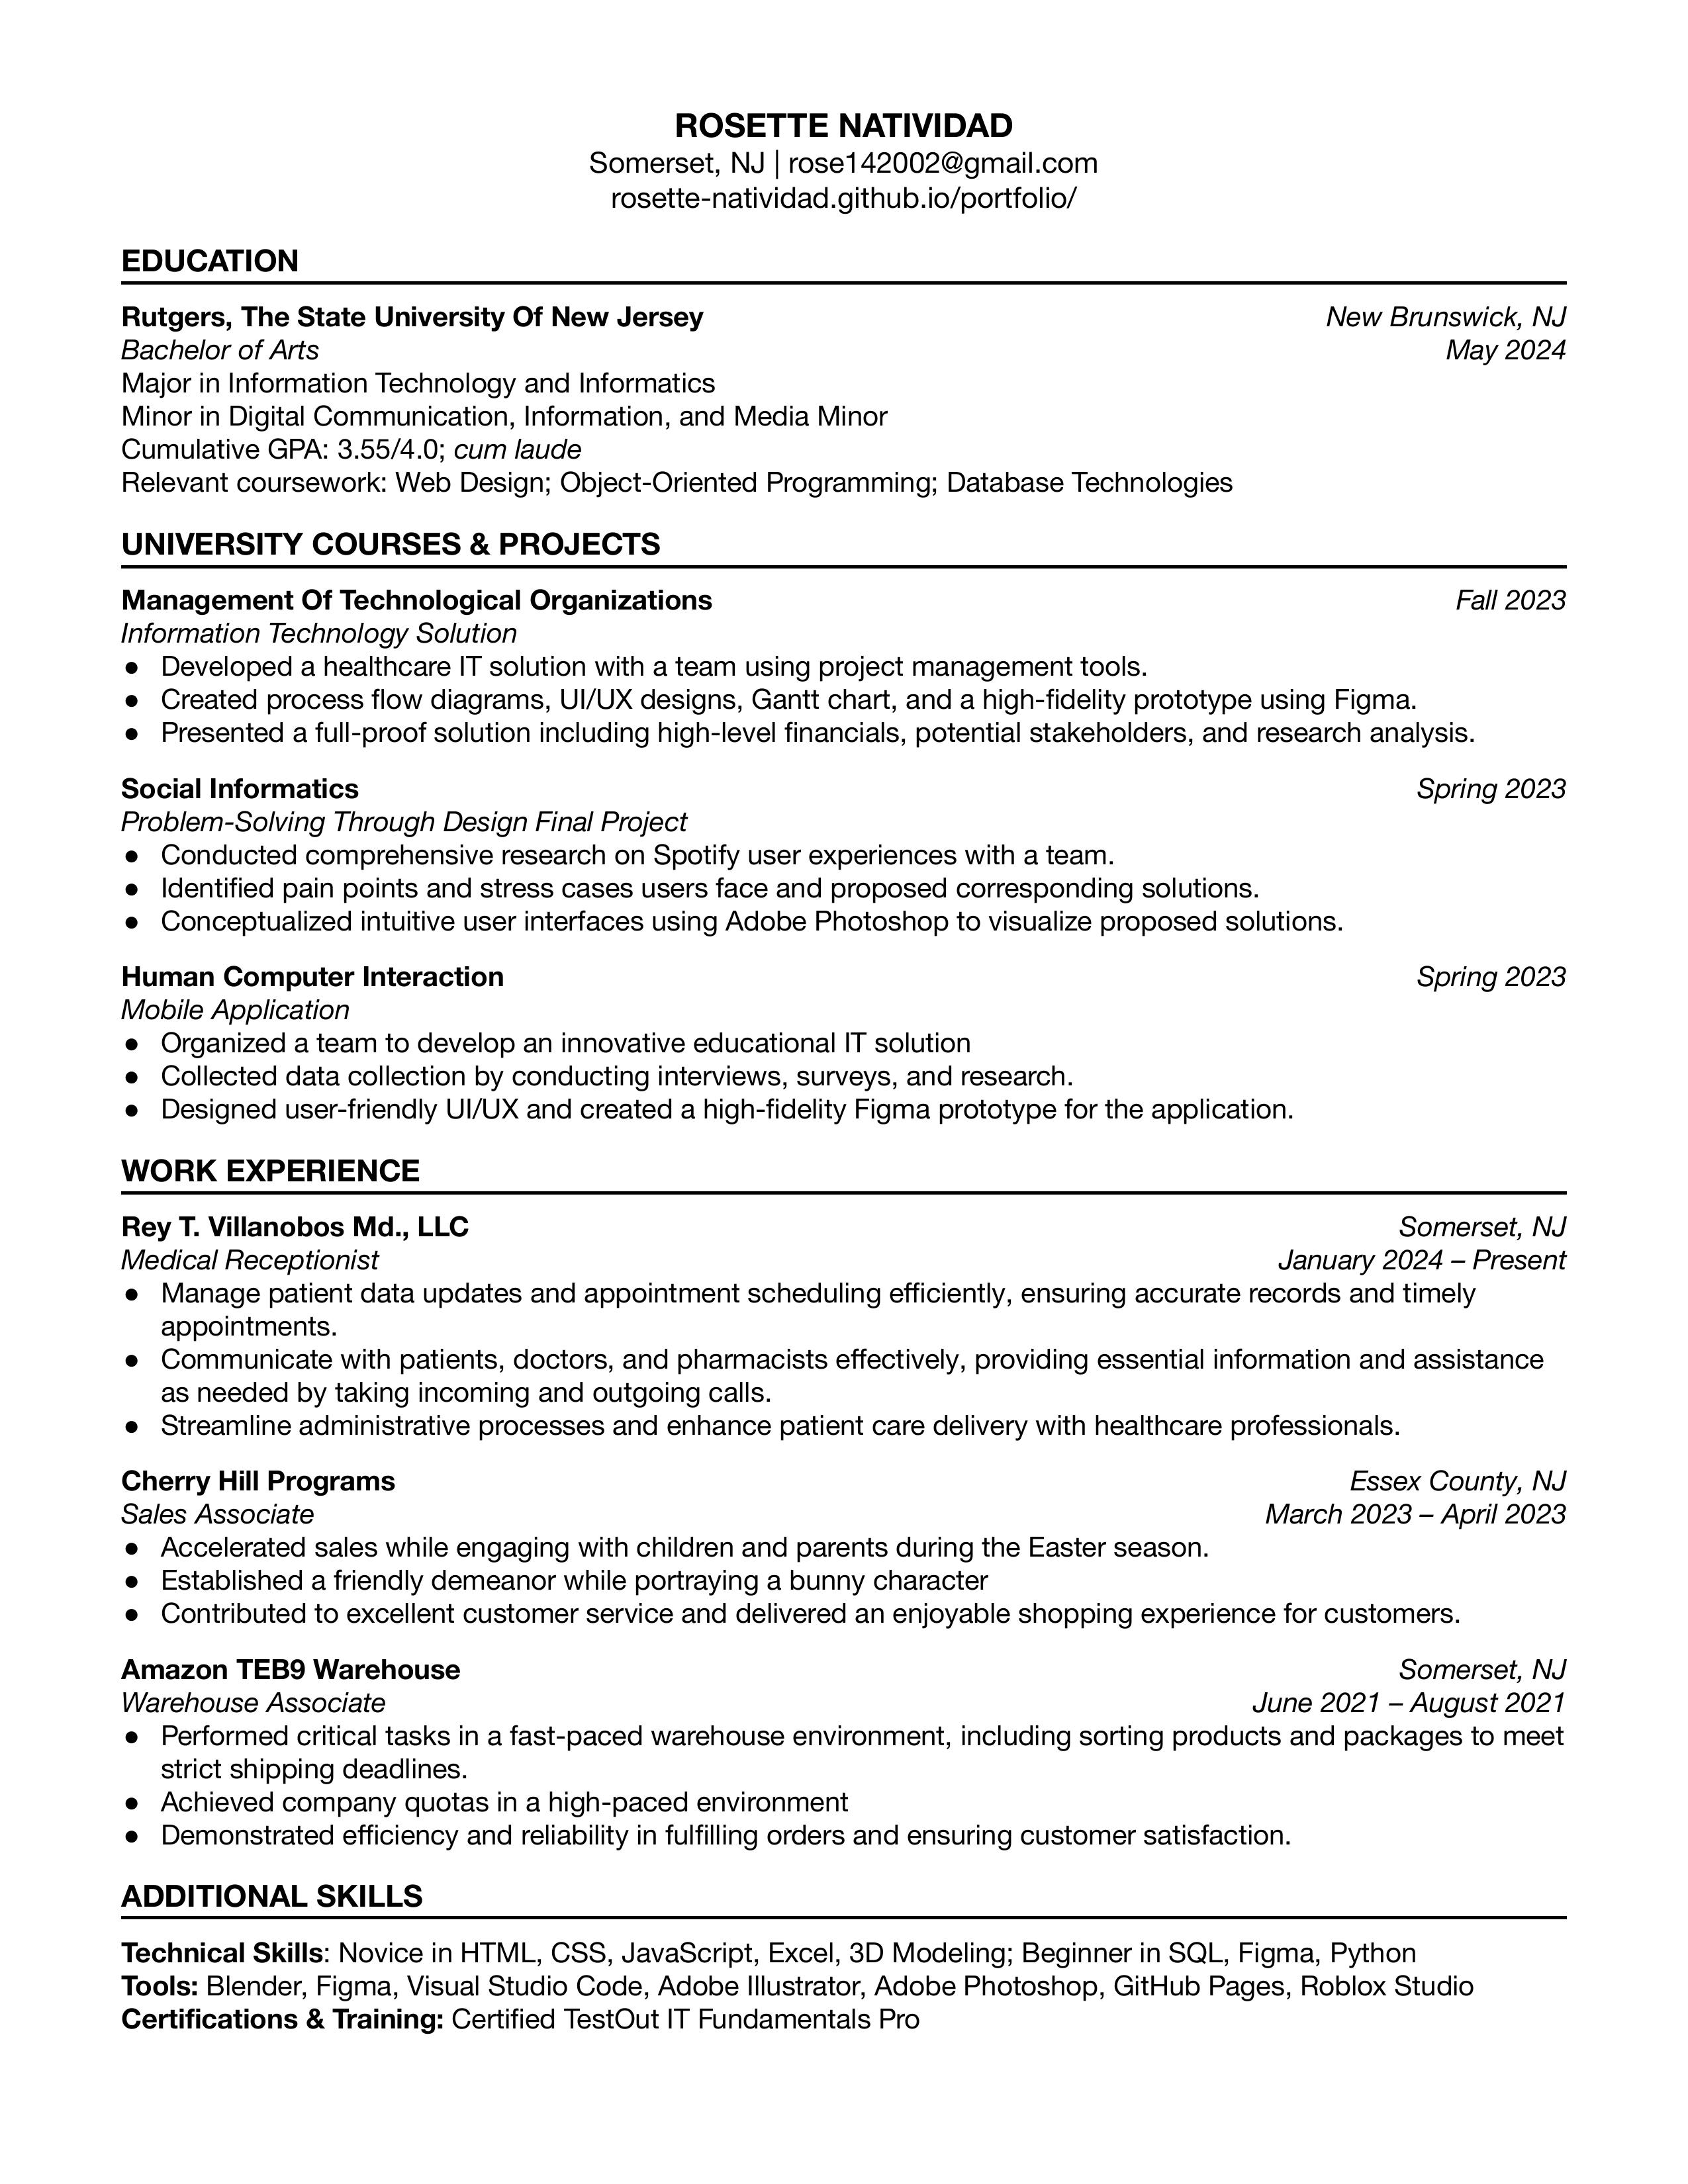 ROSETTE NATIVIDAD
Somerset, NJ | rose142002@gmail.com
rosette-natividad.github.io/portfolio/
EDUCATION
Rutgers, The State University Of New Jersey New Brunswick, NJ
Bachelor of Arts May 2024
Major in Information Technology and Informatics
Minor in Digital Communication, Information, and Media Minor
Cumulative GPA: 3.55/4.0; cum laude
Relevant coursework: Web Design; Object-Oriented Programming; Database Technologies
UNIVERSITY COURSES & PROJECTS
Management Of Technological Organizations Fall 2023
Information Technology Solution
● Developed a healthcare IT solution with a team using project management tools.
● Created process flow diagrams, UI/UX designs, Gantt chart, and a high-fidelity prototype using Figma.
● Presented a full-proof solution including high-level financials, potential stakeholders, and research analysis.
Social Informatics Spring 2023
Problem-Solving Through Design Final Project
● Conducted comprehensive research on Spotify user experiences with a team.
● Identified pain points and stress cases users face and proposed corresponding solutions.
● Conceptualized intuitive user interfaces using Adobe Photoshop to visualize proposed solutions.
Human Computer Interaction Spring 2023
Mobile Application
● Organized a team to develop an innovative educational IT solution
● Collected data collection by conducting interviews, surveys, and research.
● Designed user-friendly UI/UX and created a high-fidelity Figma prototype for the application.
WORK EXPERIENCE
Rey T. Villanobos Md., LLC Somerset, NJ
Medical Receptionist January 2024 – Present
● Manage patient data updates and appointment scheduling efficiently, ensuring accurate records and timely
appointments.
● Communicate with patients, doctors, and pharmacists effectively, providing essential information and assistance
as needed by taking incoming and outgoing calls.
● Streamline administrative processes and enhance patient care delivery with healthcare professionals.
Cherry Hill Programs Essex County, NJ
Sales Associate March 2023 – April 2023
● Accelerated sales while engaging with children and parents during the Easter season.
● Established a friendly demeanor while portraying a bunny character
● Contributed to excellent customer service and delivered an enjoyable shopping experience for customers.
Amazon TEB9 Warehouse Somerset, NJ
Warehouse Associate June 2021 – August 2021
● Performed critical tasks in a fast-paced warehouse environment, including sorting products and packages to meet
strict shipping deadlines.
● Achieved company quotas in a high-paced environment
● Demonstrated efficiency and reliability in fulfilling orders and ensuring customer satisfaction.
ADDITIONAL SKILLS
Technical Skills: Novice in HTML, CSS, JavaScript, Excel, 3D Modeling; Beginner in SQL, Figma, Python
Tools: Blender, Figma, Visual Studio Code, Adobe Illustrator, Adobe Photoshop, GitHub Pages, Roblox Studio
Certifications & Training: Certified TestOut IT Fundamentals Pro